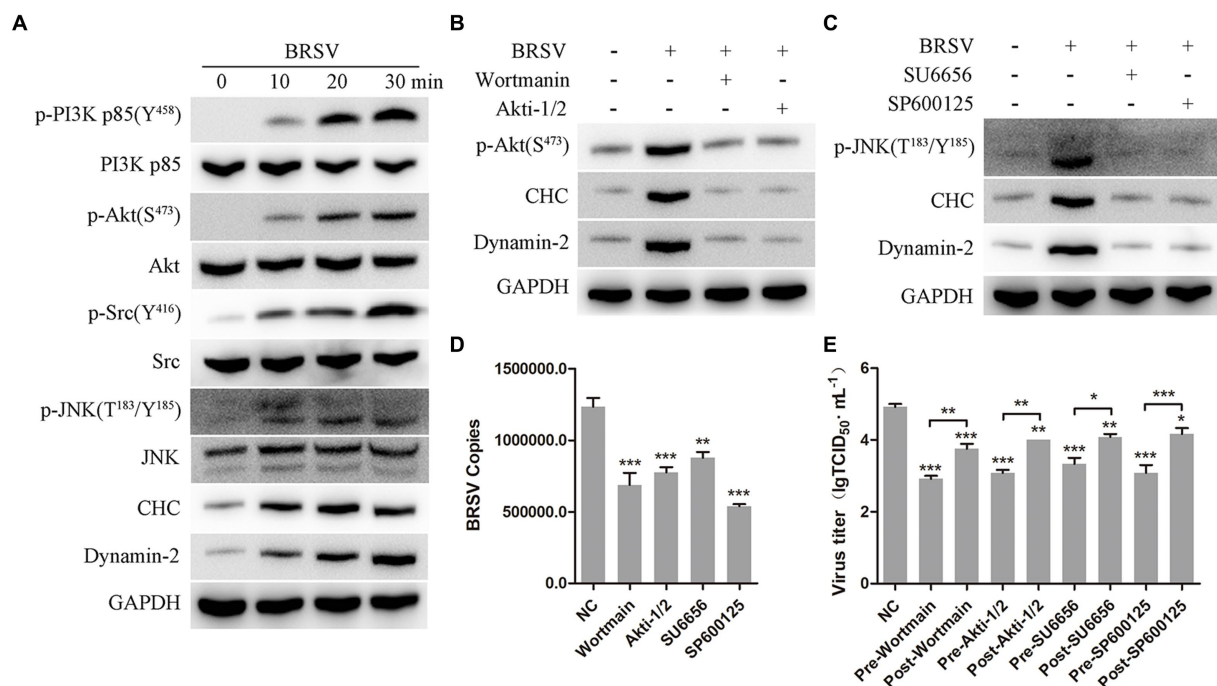 A
BRSV
0 10 20 30 min
p-PI3K p85(Y458)
PI3K p85
p-Akt(S473)
Akt
p-Src(Y416)
Src
p-JNK(T183/Y185)
JNK
CHC
Dynamin-2
GAPDH
B
BRSV - + + +
Wortmanin - - + -
Akti-1/2 - - - +
p-Akt(S473)
CHC
Dynamin-2
GAPDH
C
BRSV - + + +
SU6656 - - + -
SP600125 - - - +
p-JNK(T183/Y185)
CHC
Dynamin-2
GAPDH
D
BRSV Copies
1500000.0
1000000.0
500000.0
0.0
*** *** ** ***
NC
Wortmain
Akti-1/2
SU6656
SP600125
E
Virus titer (lgTCID50· mL-1)
6
4
2
0
** ** * ***
*** *** *** ** *** ** *** *
NC
Pre-Wortmain
Post-Wortmain
Pre-Akti-1/2
Post-Akti-1/2
Pre-SU6656
Post-SU6656
Pre-SP600125
Post-SP600125